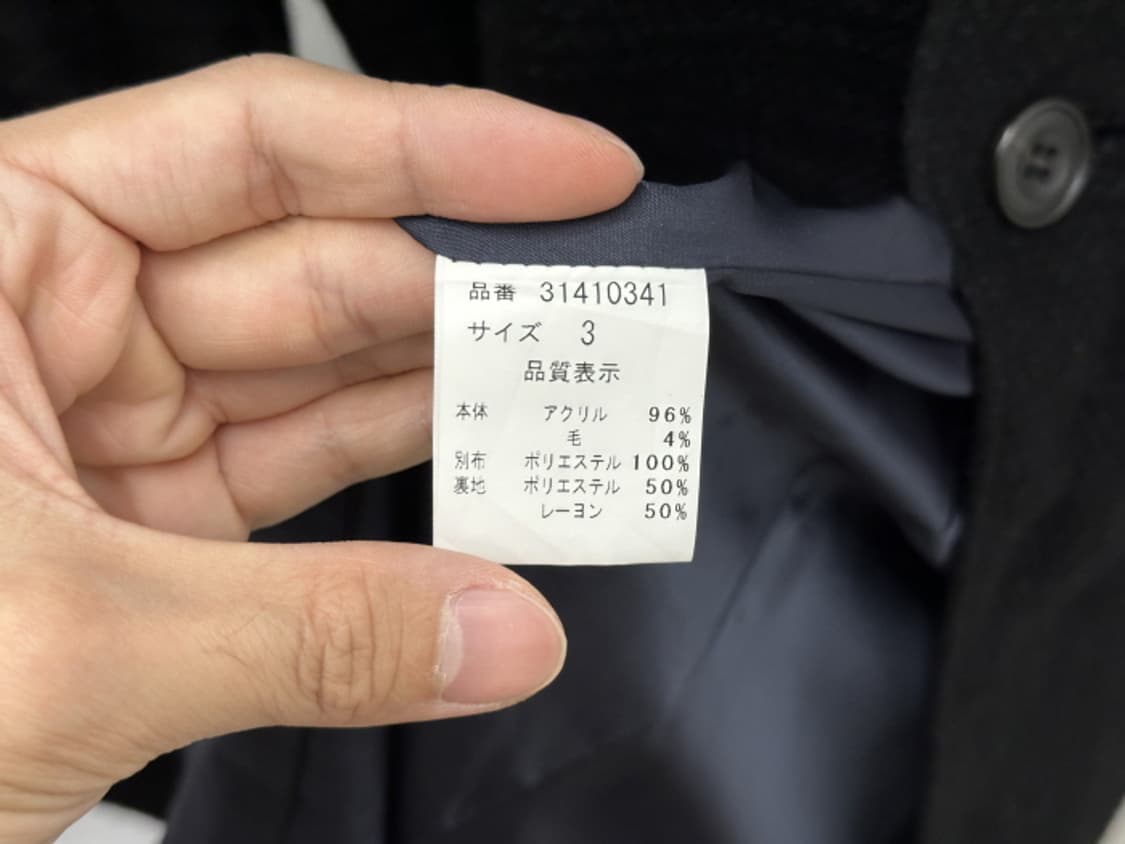 品番 31410341
サイズ 3
品質表示
本体 アクリル 96%
毛 4%
別布 ポリエステル 100%
裏地 ポリエステル 50%
レーヨン 50%